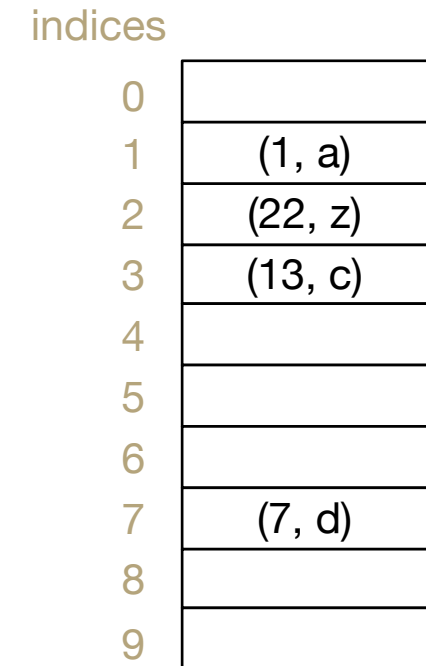 indices
0
1 (1, a)
2 (22, z)
3 (13, c)
4
5
6
7 (7, d)
8
9